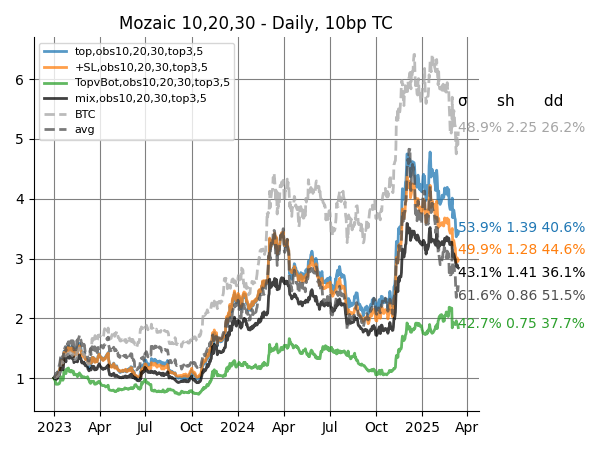 Mozaic 10,20,30 - Daily, 10bp TC
top,obs10,20,30,top3,5
+SL,obs10,20,30,top3,5
TopvBot,obs10,20,30,top3,5
mix,obs10,20,30,top3,5
BTC
avg
σ sh dd
48.9% 2.25 26.2%
53.9% 1.39 40.6%
49.9% 1.28 44.6%
43.1% 1.41 36.1%
61.6% 0.86 51.5%
42.7% 0.75 37.7%
6
5
4
3
2
1
2023 Apr Jul Oct 2024 Apr Jul Oct 2025 Apr